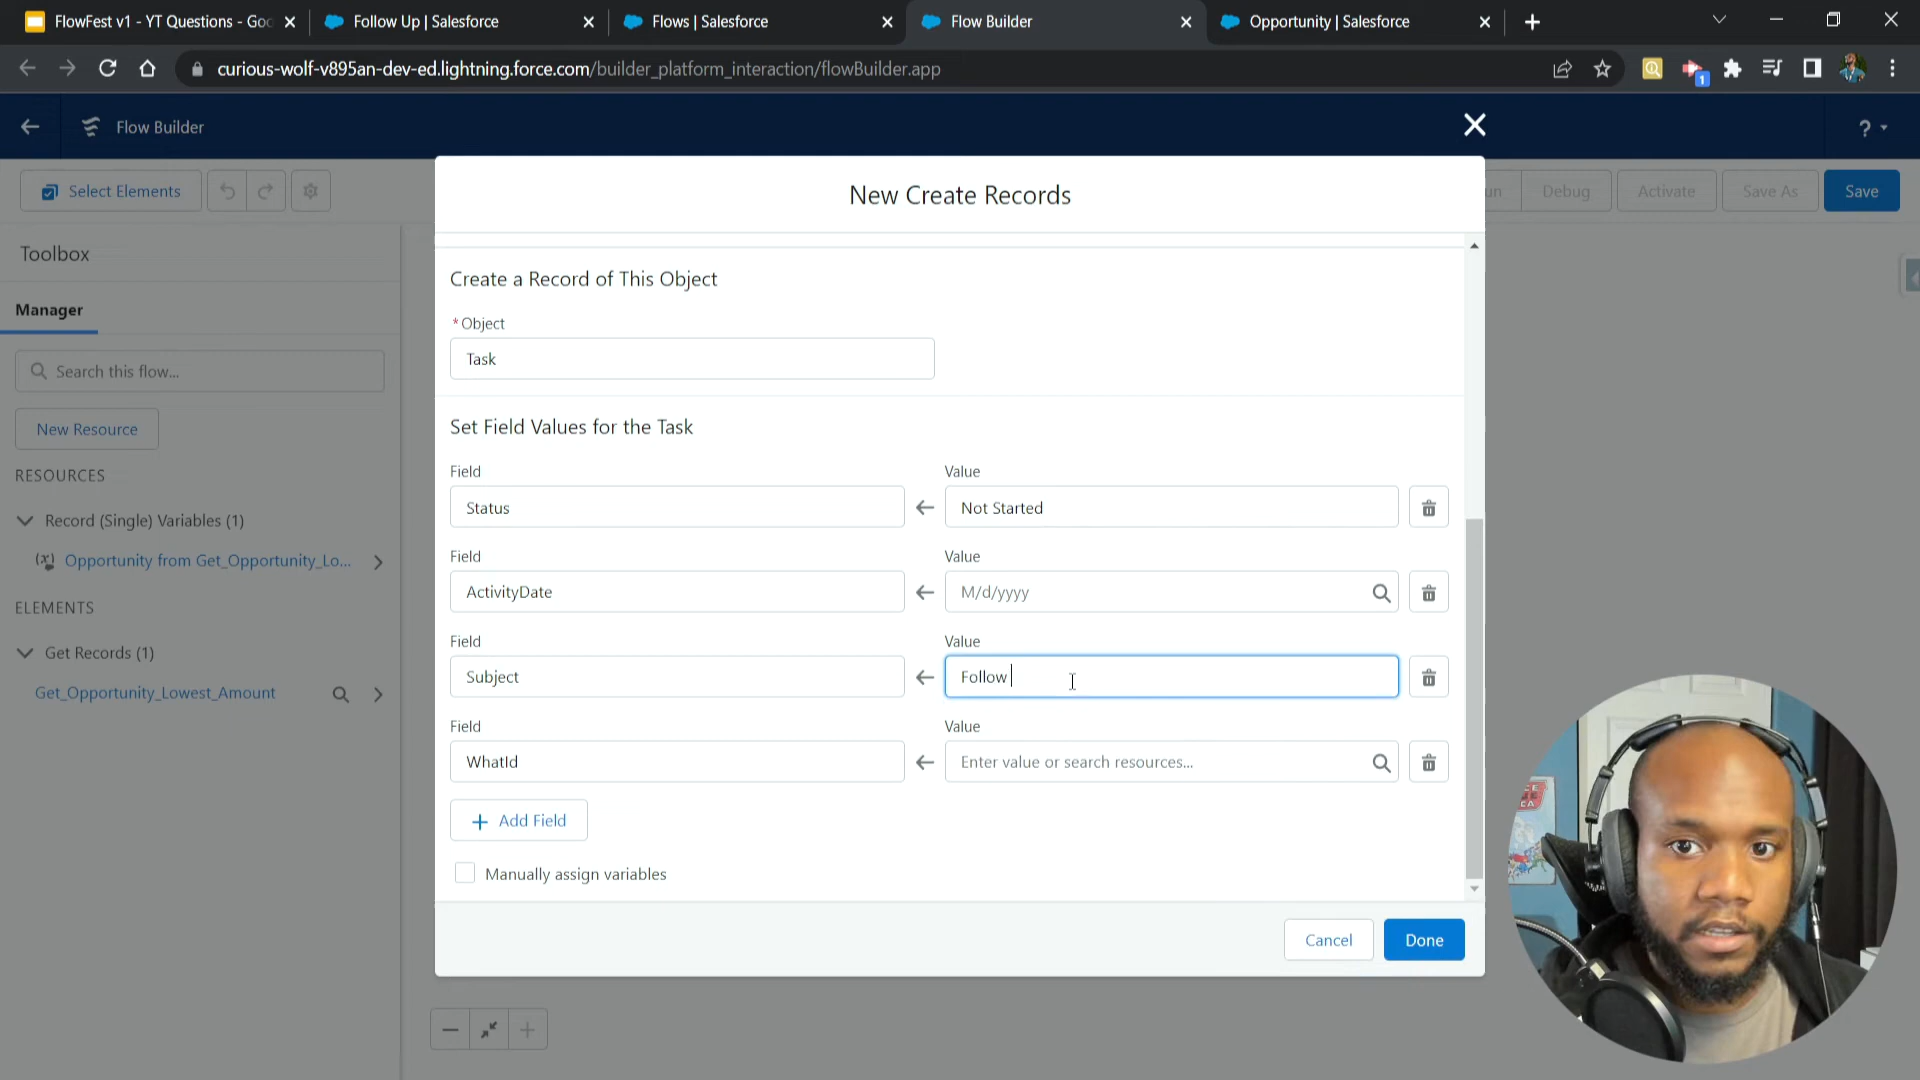 FlowFest v1 - YT Questions - Goo
Follow Up | Salesforce
Flows | Salesforce
Flow Builder
Opportunity | Salesforce
curious-wolf-v895an-dev-ed.lightning.force.com/builder_platform_interaction/flowBuilder.app
1
Flow Builder
?
Select Elements
un
Debug
Activate
Save As
Save
New Create Records
Toolbox
Manager
Search this flow...
New Resource
RESOURCES
Record (Single) Variables (1)
Opportunity from Get_Opportunity_Lo...
ELEMENTS
Get Records (1)
Get_Opportunity_Lowest_Amount
Create a Record of This Object
*Object
Task
Set Field Values for the Task
Field
Value
Status
Not Started
Field
Value
ActivityDate
M/d/yyyy
Field
Value
Subject
Follow
Field
Value
WhatId
Enter value or search resources...
+ Add Field
Manually assign variables
Cancel
Done